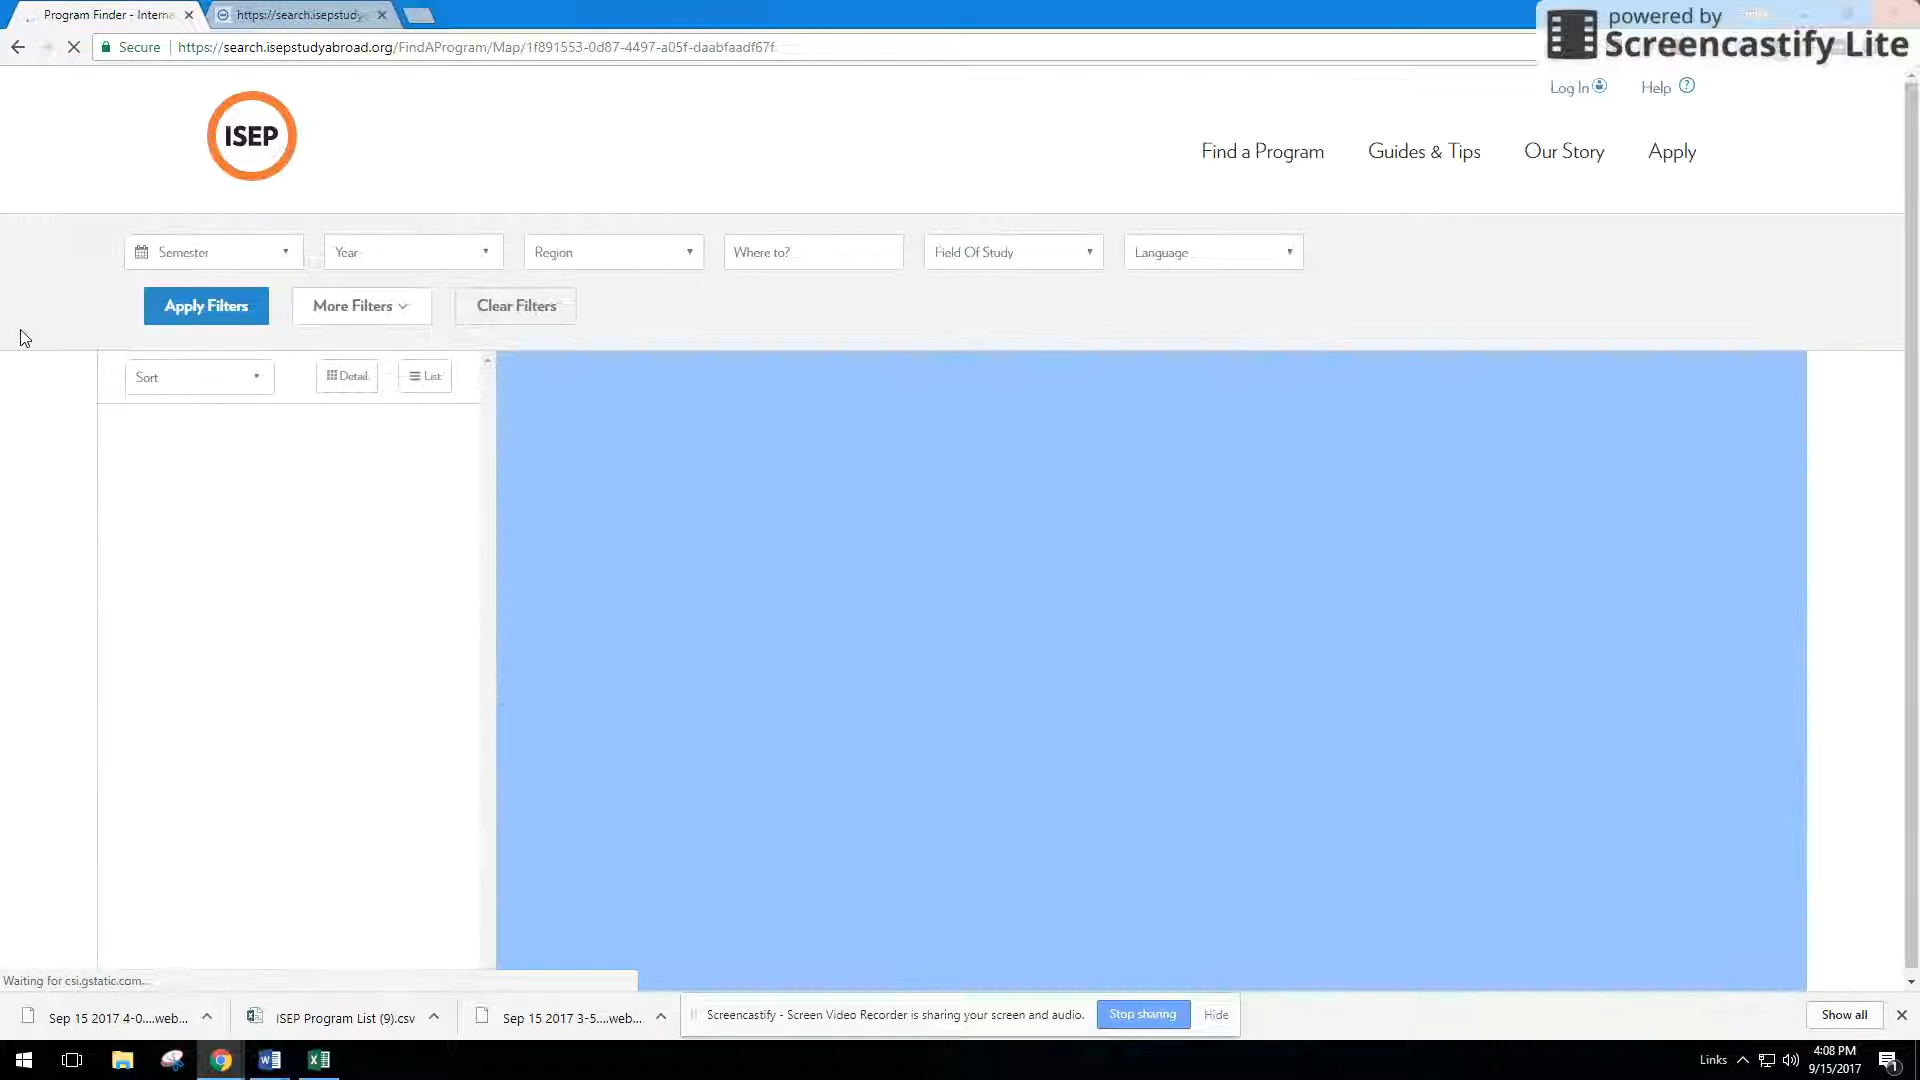 Program Finder - Interna
https://search.isepstudy
powered by
Screencastify Lite
Secure
https://search.isepstudyabroad.org/FindAProgram/Map/1f891553-0d87-4497-a05f-daabfaadf67f
Log In
Help
ISEP
Find a Program
Guides & Tips
Our Story
Apply
Semester
Year
Region
Where to?
Field Of Study
Language
Apply Filters
More Filters
Clear Filters
Sort
Detail
List
Waiting for csi.gstatic.com...
Sep 15 2017 4-0....web...
ISEP Program List (9).csv
Sep 15 2017 3-5....web...
Screencastify - Screen Video Recorder is sharing your screen and audio.
Stop sharing
Hide
Show all
Links
4:08 PM
9/15/2017
1